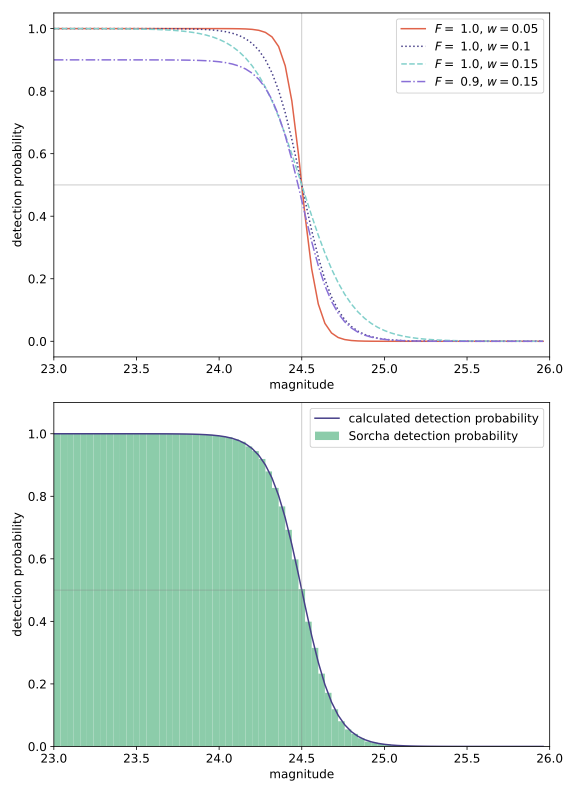 1.0
0.8
0.6
0.4
0.2
0.0
detection probability
F = 1.0, w = 0.05
F = 1.0, w = 0.1
F = 1.0, w = 0.15
F = 0.9, w = 0.15
23.0 23.5 24.0 24.5 25.0 25.5 26.0
magnitude
1.0
0.8
0.6
0.4
0.2
0.0
detection probability
calculated detection probability
Sorcha detection probability
23.0 23.5 24.0 24.5 25.0 25.5 26.0
magnitude